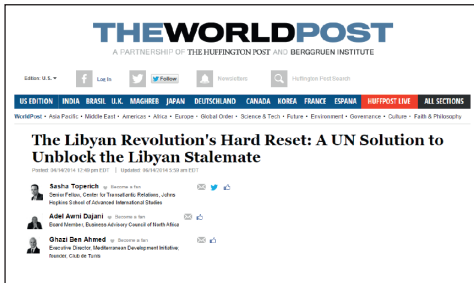 THEWORLDPOST
A PARTNERSHIP OF THE HUFFINGTON POST AND BERGGRUEN INSTITUTE
Edition: U.S. Log In Follow Newsletters Huffington Post Search
US EDITION INDIA BRASIL U.K. MAGHREB JAPAN DEUTSCHLAND CANADA KOREA FRANCE ESPANA HUFFPOST LIVE ALL SECTIONS
WorldPost • Asia Pacific • Middle East • Americas • Africa • Europe • Global Order • Science & Tech • Future • Environment • Governance • Culture • Faith & Philosophy
The Libyan Revolution's Hard Reset: A UN Solution to
Unblock the Libyan Stalemate
Sasha Toperich Become a fan
Senior Fellow, Center for Transatlantic Relations, Johns
Hopkins School of Advanced International Studies
Adel Awni Dajani Become a fan
Board Member, Business Advisory Council of North Africa
Ghazi Ben Ahmed Become a fan
Executive Director, Mediterranean Development Initiative;
founder, Club de Tunis